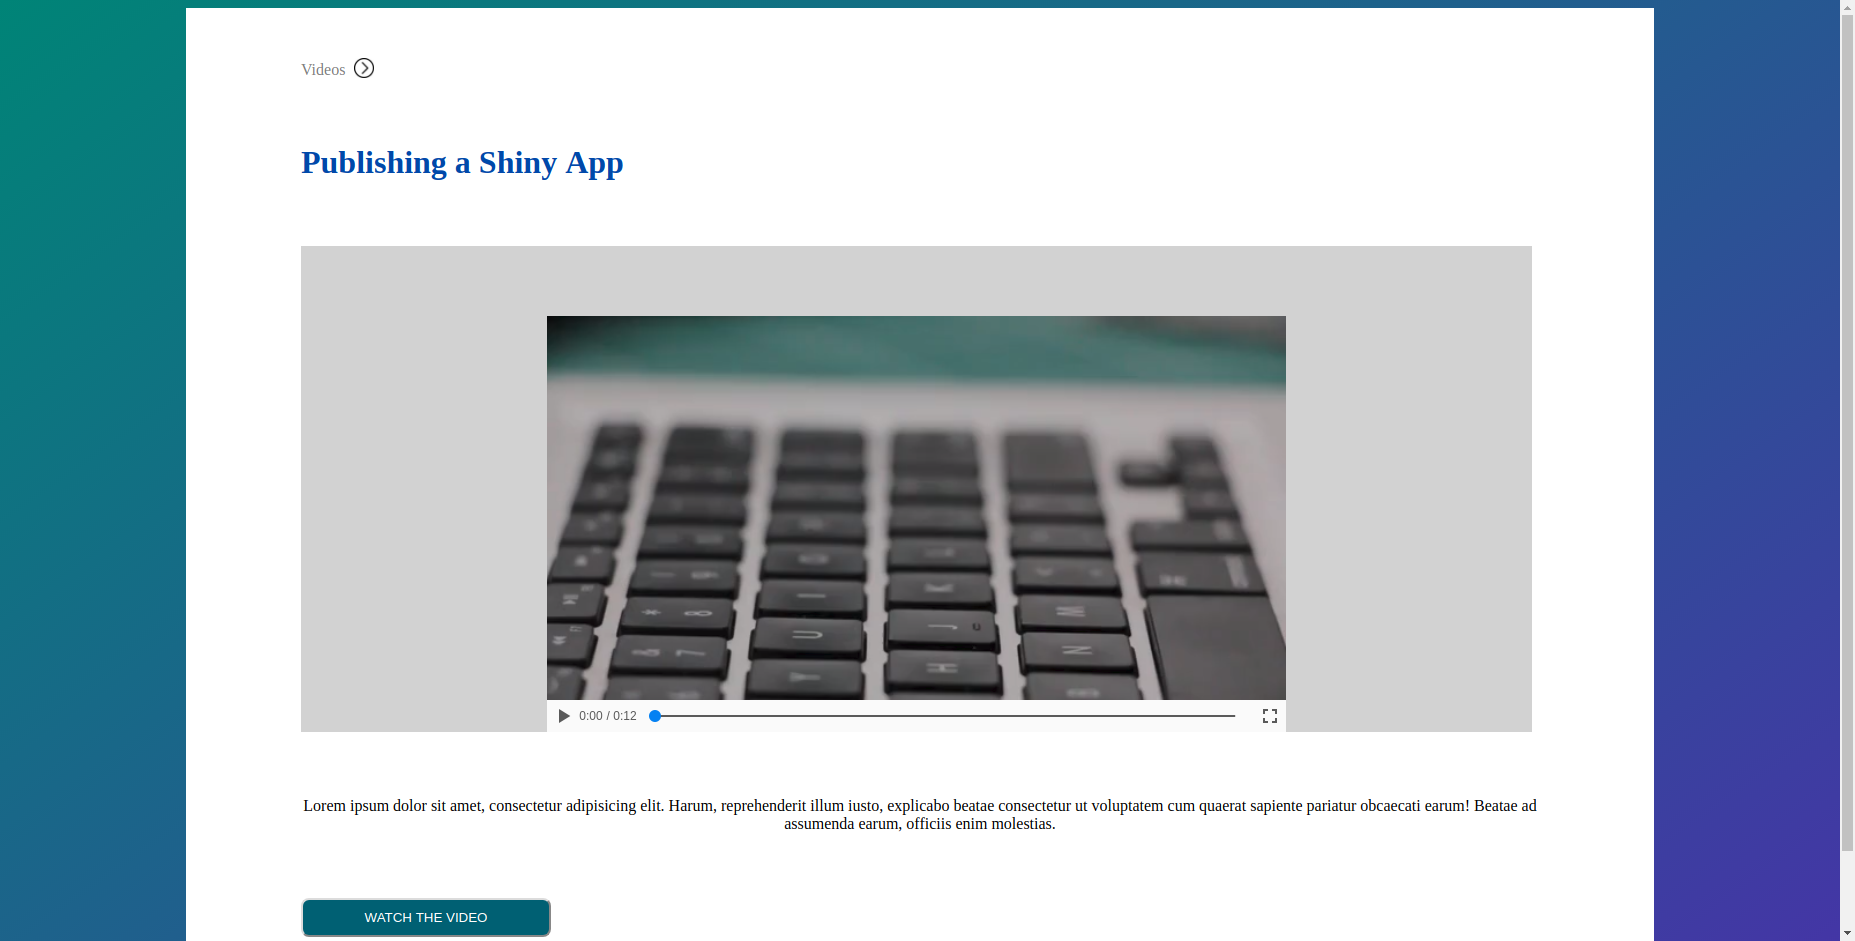 Videos
Publishing a Shiny App
* 8
U
& 7
Y
I
K
J
H
W
N
0:00 / 0:12
Lorem ipsum dolor sit amet, consectetur adipisicing elit. Harum, reprehenderit illum iusto, explicabo beatae consectetur ut voluptatem cum quaerat sapiente pariatur obcaecati earum! Beatae ad
assumenda earum, officiis enim molestias.
WATCH THE VIDEO